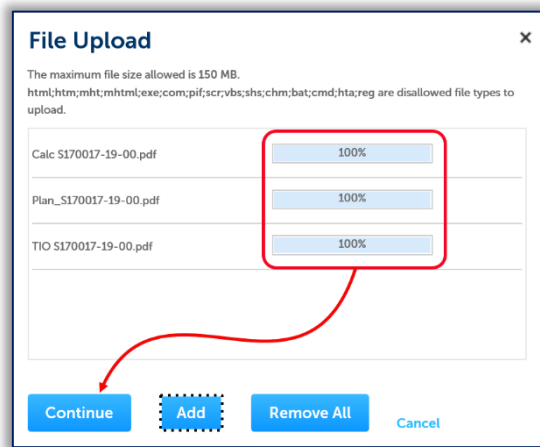 File Upload
×
The maximum file size allowed is 150 MB.
html;htm;mht;mhtml;exe;com;pif;scr;vbs;shs;chm;bat;cmd;hta;reg are disallowed file types to
upload.
Calc S170017-19-00.pdf 100%
Plan_S170017-19-00.pdf 100%
TIO S170017-19-00.pdf 100%
Continue Add Remove All Cancel